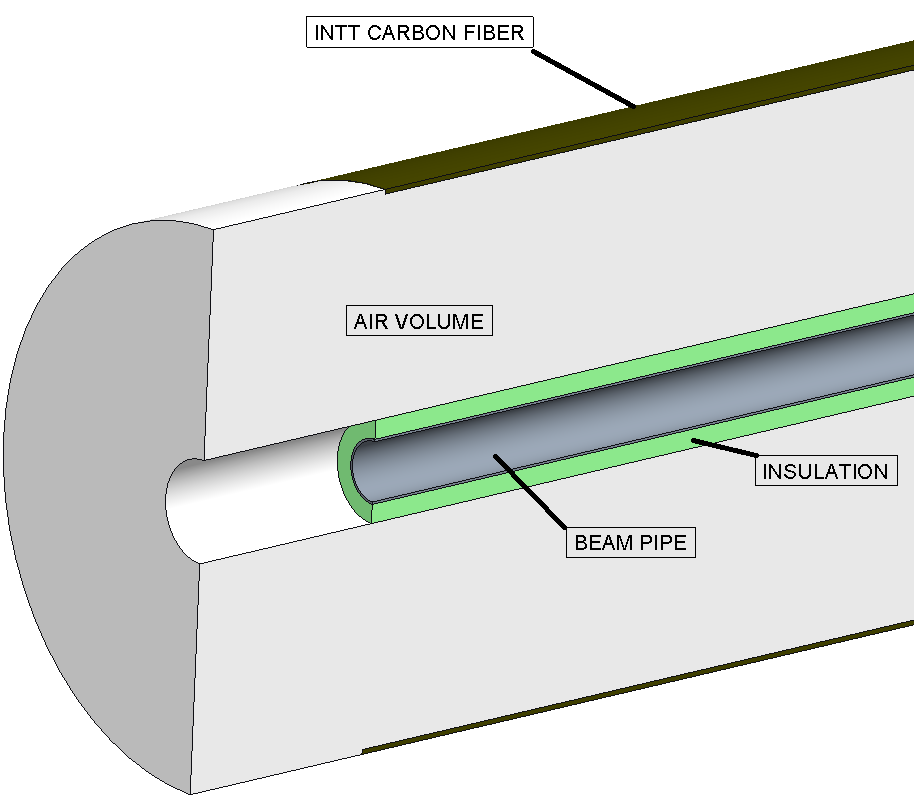 INTT CARBON FIBER
AIR VOLUME
INSULATION
BEAM PIPE